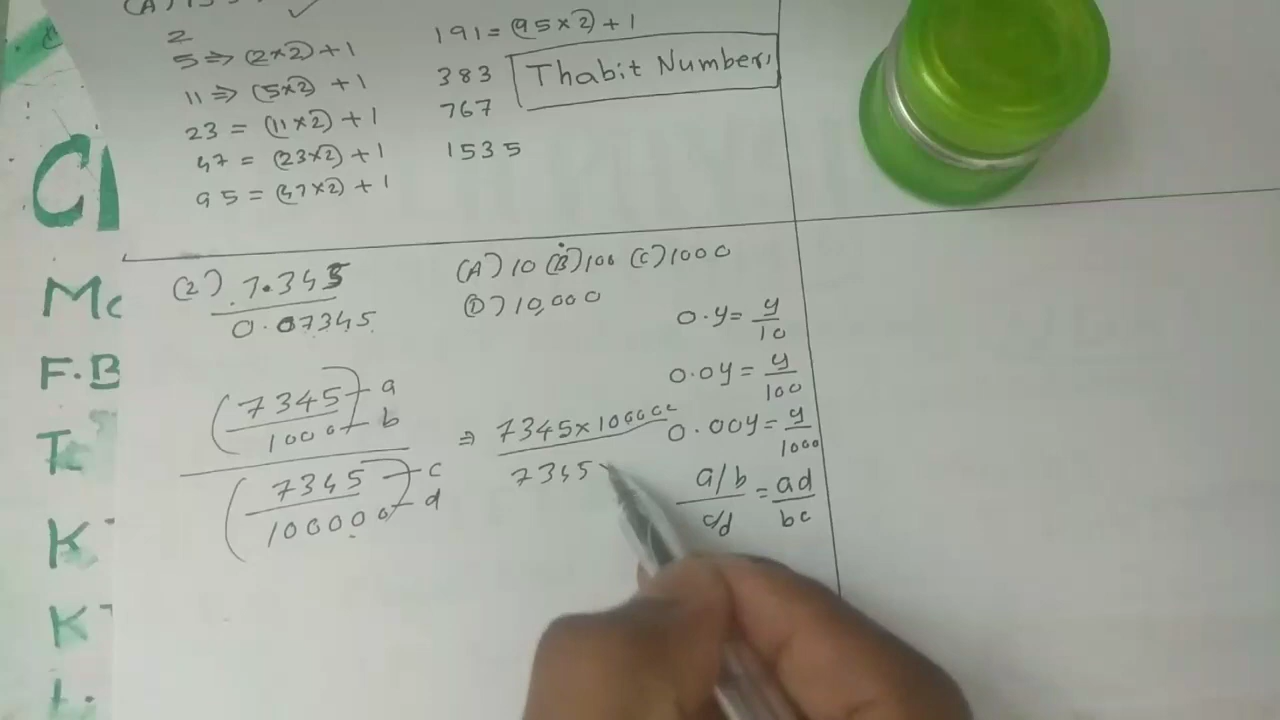 2
5 ⇒ (2×2)+1
11 ⇒ (5×2) +1
23 = (11×2)+1
47 = (23×2)+1
95 = (47×2)+1
191 = (95×2)+1
383
767
1535
Thabit Number,
(2) 7.345
0.07345
(A) 10 (B) 100 (C) 1000
(D) 10,000
0.y = y/10
0.0y = y/100
0.00y = y/1000
a/b
c/d
= ad/bc
(7345/1000) a b
(7345/100000) c d
⇒ 7345×100000
7345×
Mc
F.B
K
K